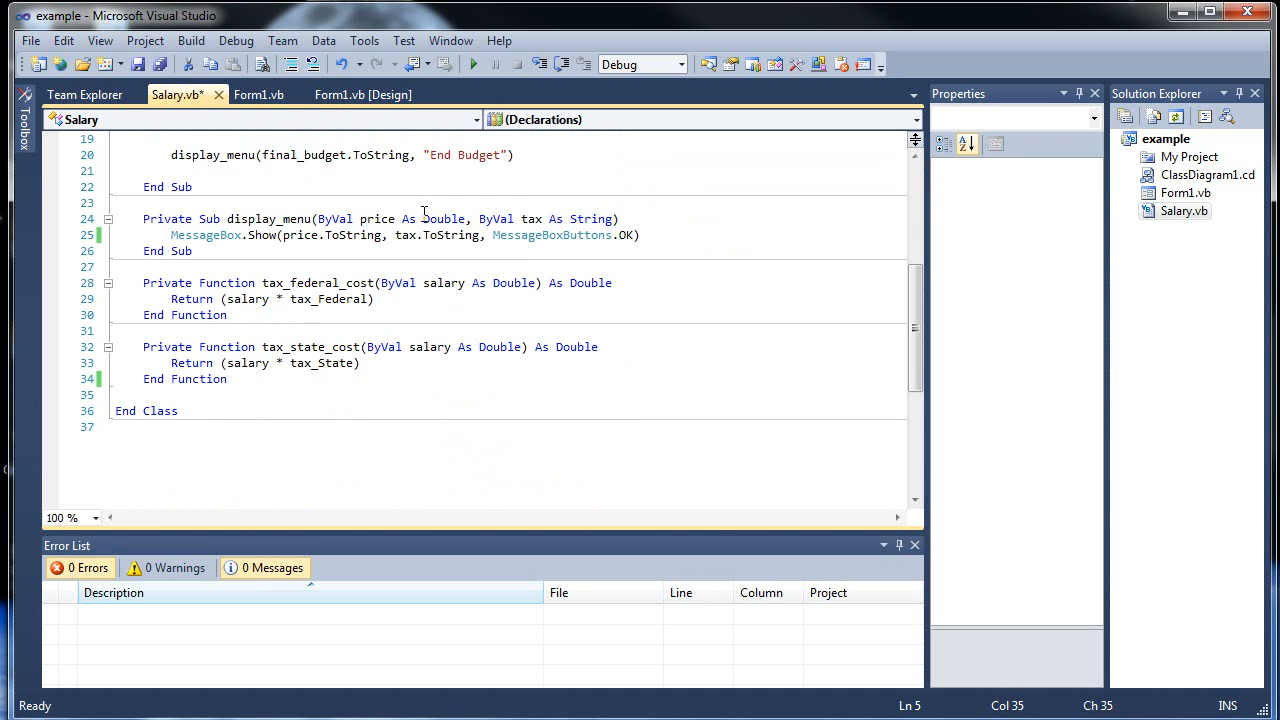 example - Microsoft Visual Studio
File Edit View Project Build Debug Team Data Tools Test Window Help
Debug
Team Explorer Salary.vb* Form1.vb Form1.vb [Design]
Toolbox
Salary (Declarations)
19
20 display_menu(final_budget.ToString, "End Budget")
21
22 End Sub
23
24 Private Sub display_menu(ByVal price As Double, ByVal tax As String)
25 MessageBox.Show(price.ToString, tax.ToString, MessageBoxButtons.OK)
26 End Sub
27
28 Private Function tax_federal_cost(ByVal salary As Double) As Double
29 Return (salary * tax_Federal)
30 End Function
31
32 Private Function tax_state_cost(ByVal salary As Double) As Double
33 Return (salary * tax_State)
34 End Function
35
36 End Class
37
100 %
Properties
Solution Explorer
example
My Project
ClassDiagram1.cd
Form1.vb
Salary.vb
Error List
0 Errors 0 Warnings 0 Messages
Description File Line Column Project
Ready Ln 5 Col 35 Ch 35 INS